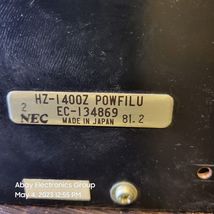 HZ-1400Z POWFILU
EC-134869
2 NEC MADE IN JAPAN 81.2
Abay Electronics Group
May 4, 2023 12:55 PM